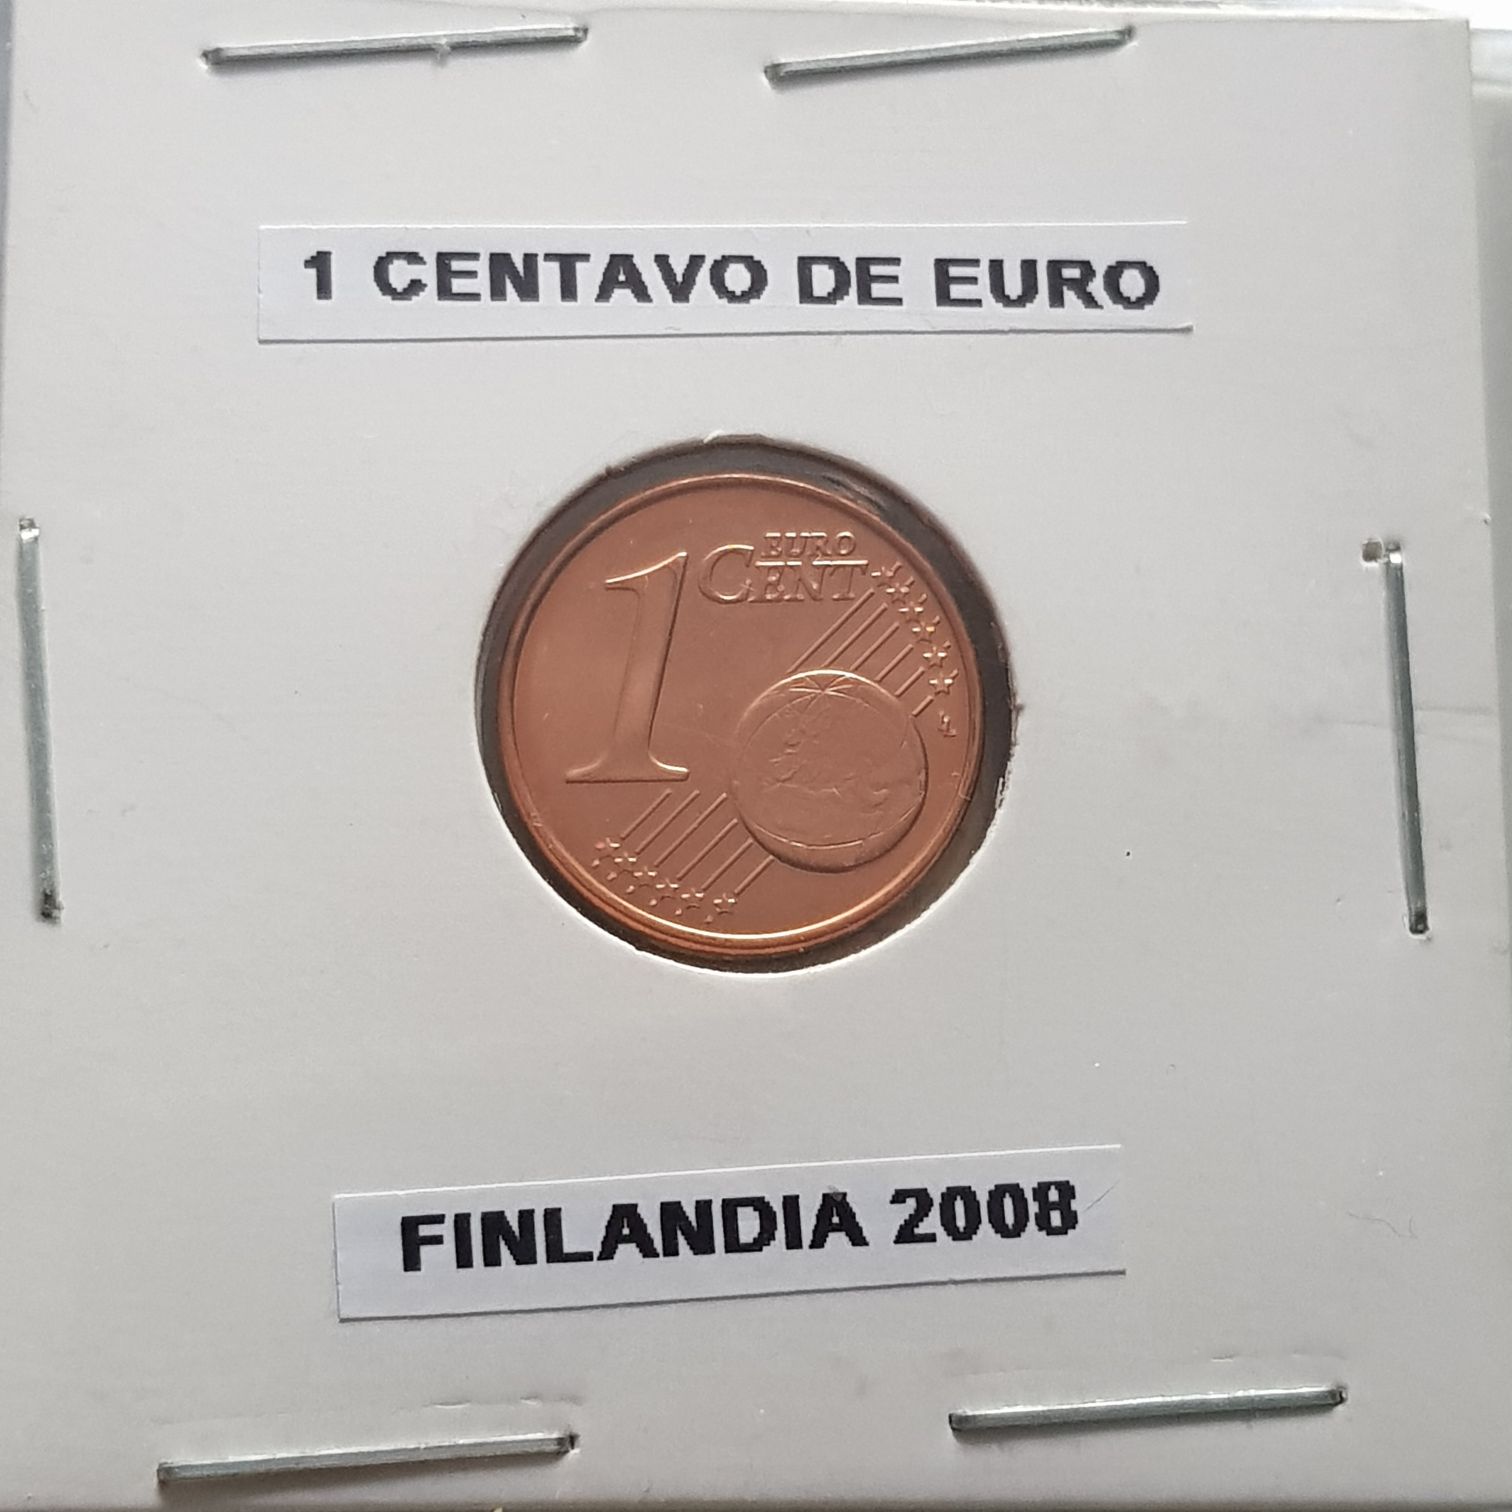 1 CENTAVO DE EURO
1 EURO
CENT
FINLANDIA 2008